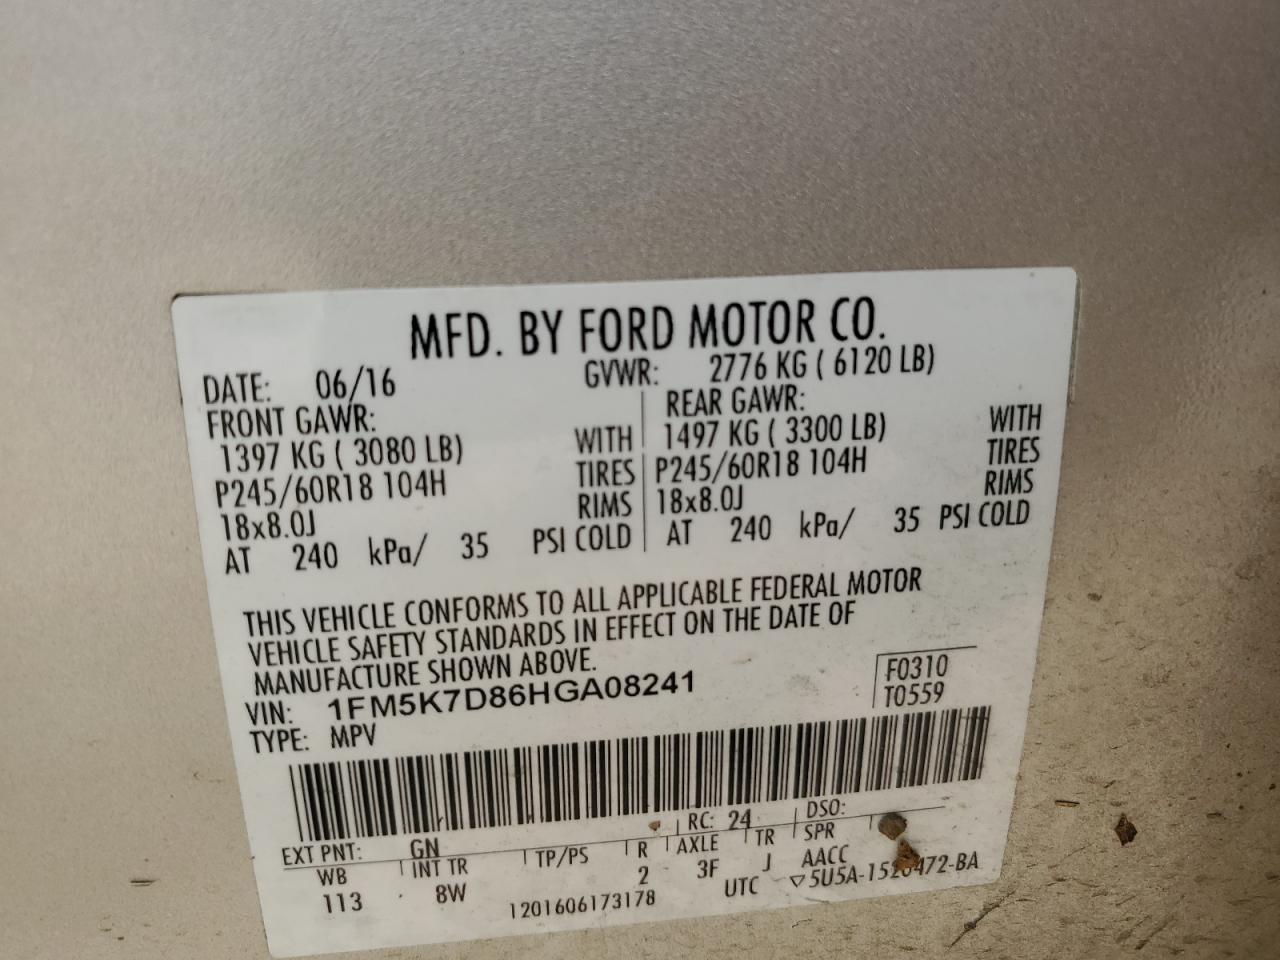 MFD. BY FORD MOTOR CO.
DATE: 06/16 GVWR: 2776 KG ( 6120 LB)
FRONT GAWR: REAR GAWR:
1397 KG ( 3080 LB) WITH 1497 KG ( 3300 LB) WITH
P245/60R18 104H TIRES P245/60R18 104H TIRES
18x8.0J RIMS 18x8.0J RIMS
AT 240 kPa/ 35 PSI COLD AT 240 kPa/ 35 PSI COLD
THIS VEHICLE CONFORMS TO ALL APPLICABLE FEDERAL MOTOR
VEHICLE SAFETY STANDARDS IN EFFECT ON THE DATE OF
MANUFACTURE SHOWN ABOVE.
VIN: 1FM5K7D86HGA08241 F0310
TYPE: MPV T0559
EXT PNT: GN RC: 24 DSO:
WB INT TR TP/PS R AXLE TR SPR
113 8W 2 3F J AACC
1201606173178 UTC